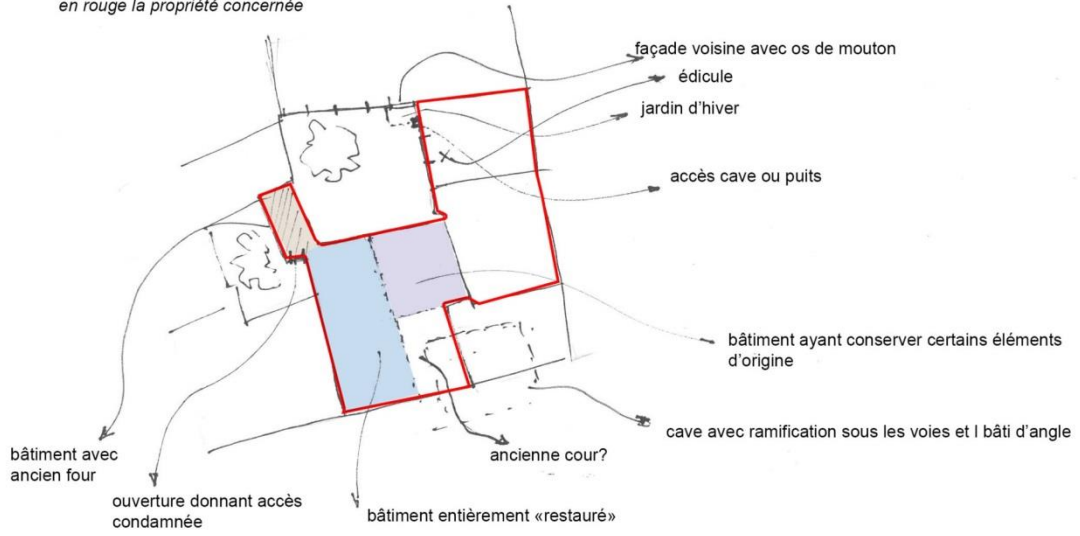 en rouge la propriété concernée
façade voisine avec os de mouton
édicule
jardin d'hiver
accès cave ou puits
bâtiment ayant conserver certains éléments
d'origine
cave avec ramification sous les voies et l bâti d'angle
ancienne cour?
bâtiment avec
ancien four
ouverture donnant accès
condamnée
bâtiment entièrement «restauré»